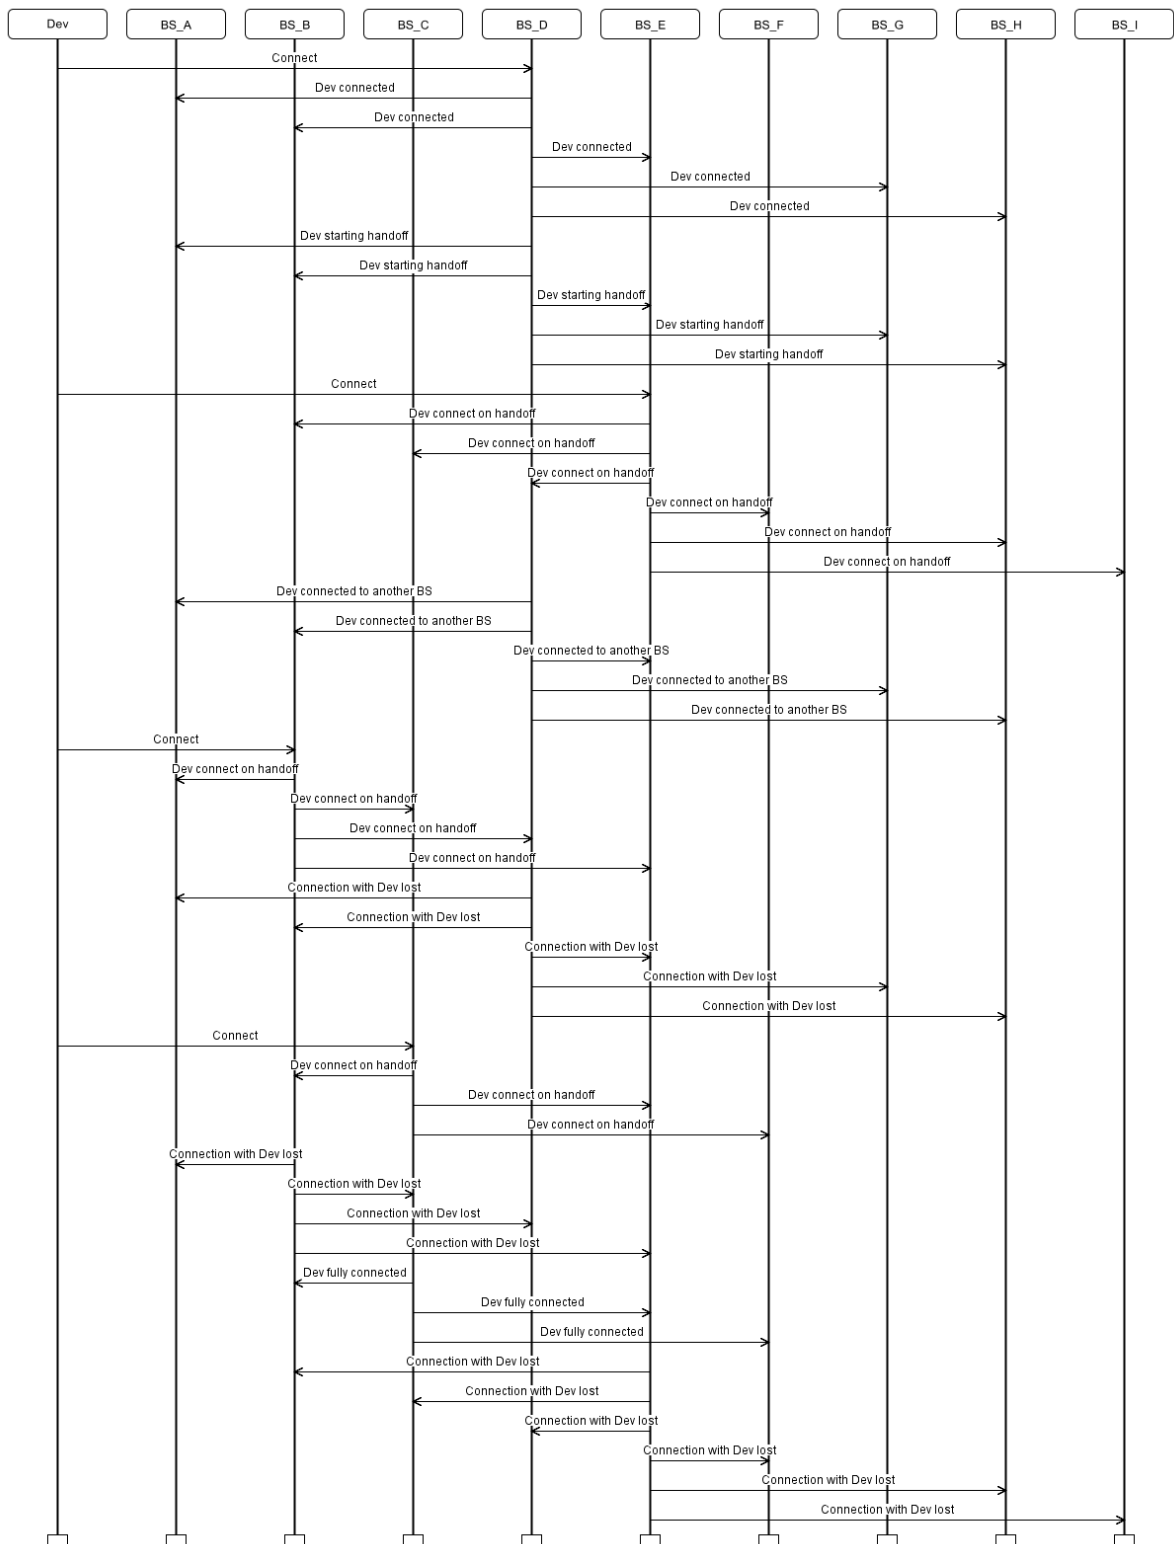 Dev
BS_A
BS_B
BS_C
BS_D
BS_E
BS_F
BS_G
BS_H
BS_I
Connect
Dev connected
Dev connected
Dev connected
Dev connected
Dev connected
Dev starting handoff
Dev starting handoff
Dev starting handoff
Dev starting handoff
Dev starting handoff
Connect
Dev connect on handoff
Dev connect on handoff
Dev connect on handoff
Dev connect on handoff
Dev connect on handoff
Dev connect on handoff
Dev connected to another BS
Dev connected to another BS
Dev connected to another BS
Dev connected to another BS
Dev connected to another BS
Connect
Dev connect on handoff
Dev connect on handoff
Dev connect on handoff
Dev connect on handoff
Connection with Dev lost
Connection with Dev lost
Connection with Dev lost
Connection with Dev lost
Connection with Dev lost
Connect
Dev connect on handoff
Dev connect on handoff
Dev connect on handoff
Connection with Dev lost
Connection with Dev lost
Connection with Dev lost
Connection with Dev lost
Dev fully connected
Dev fully connected
Dev fully connected
Connection with Dev lost
Connection with Dev lost
Connection with Dev lost
Connection with Dev lost
Connection with Dev lost
Connection with Dev lost